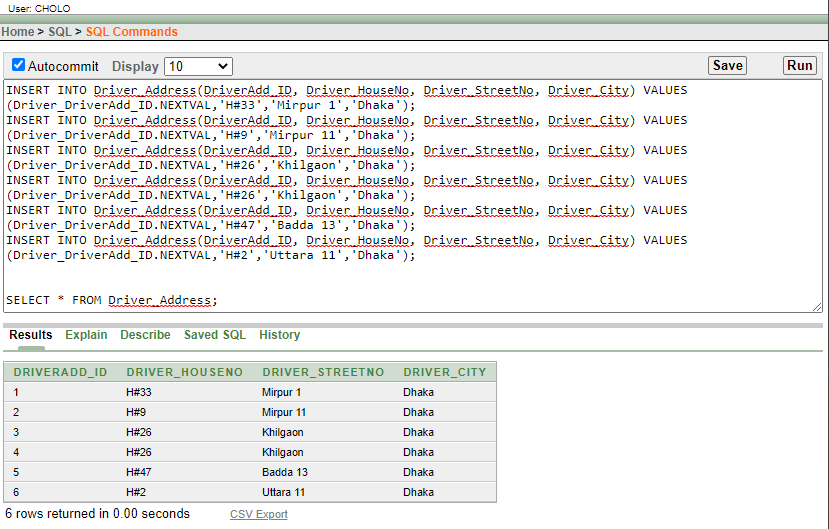 User: CHOLO
Home > SQL > SQL Commands
Autocommit Display 10 Save Run
INSERT INTO Driver_Address(DriverAdd_ID, Driver_HouseNo, Driver_StreetNo, Driver_City) VALUES
(Driver_DriverAdd_ID.NEXTVAL,'H#33','Mirpur 1','Dhaka');
INSERT INTO Driver_Address(DriverAdd_ID, Driver_HouseNo, Driver_StreetNo, Driver_City) VALUES
(Driver_DriverAdd_ID.NEXTVAL,'H#9','Mirpur 11','Dhaka');
INSERT INTO Driver_Address(DriverAdd_ID, Driver_HouseNo, Driver_StreetNo, Driver_City) VALUES
(Driver_DriverAdd_ID.NEXTVAL,'H#26','Khilgaon','Dhaka');
INSERT INTO Driver_Address(DriverAdd_ID, Driver_HouseNo, Driver_StreetNo, Driver_City) VALUES
(Driver_DriverAdd_ID.NEXTVAL,'H#26','Khilgaon','Dhaka');
INSERT INTO Driver_Address(DriverAdd_ID, Driver_HouseNo, Driver_StreetNo, Driver_City) VALUES
(Driver_DriverAdd_ID.NEXTVAL,'H#47','Badda 13','Dhaka');
INSERT INTO Driver_Address(DriverAdd_ID, Driver_HouseNo, Driver_StreetNo, Driver_City) VALUES
(Driver_DriverAdd_ID.NEXTVAL,'H#2','Uttara 11','Dhaka');
SELECT * FROM Driver_Address;
Results Explain Describe Saved SQL History
DRIVERADD_ID DRIVER_HOUSENO DRIVER_STREETNO DRIVER_CITY
1 H#33 Mirpur 1 Dhaka
2 H#9 Mirpur 11 Dhaka
3 H#26 Khilgaon Dhaka
4 H#26 Khilgaon Dhaka
5 H#47 Badda 13 Dhaka
6 H#2 Uttara 11 Dhaka
6 rows returned in 0.00 seconds CSV Export